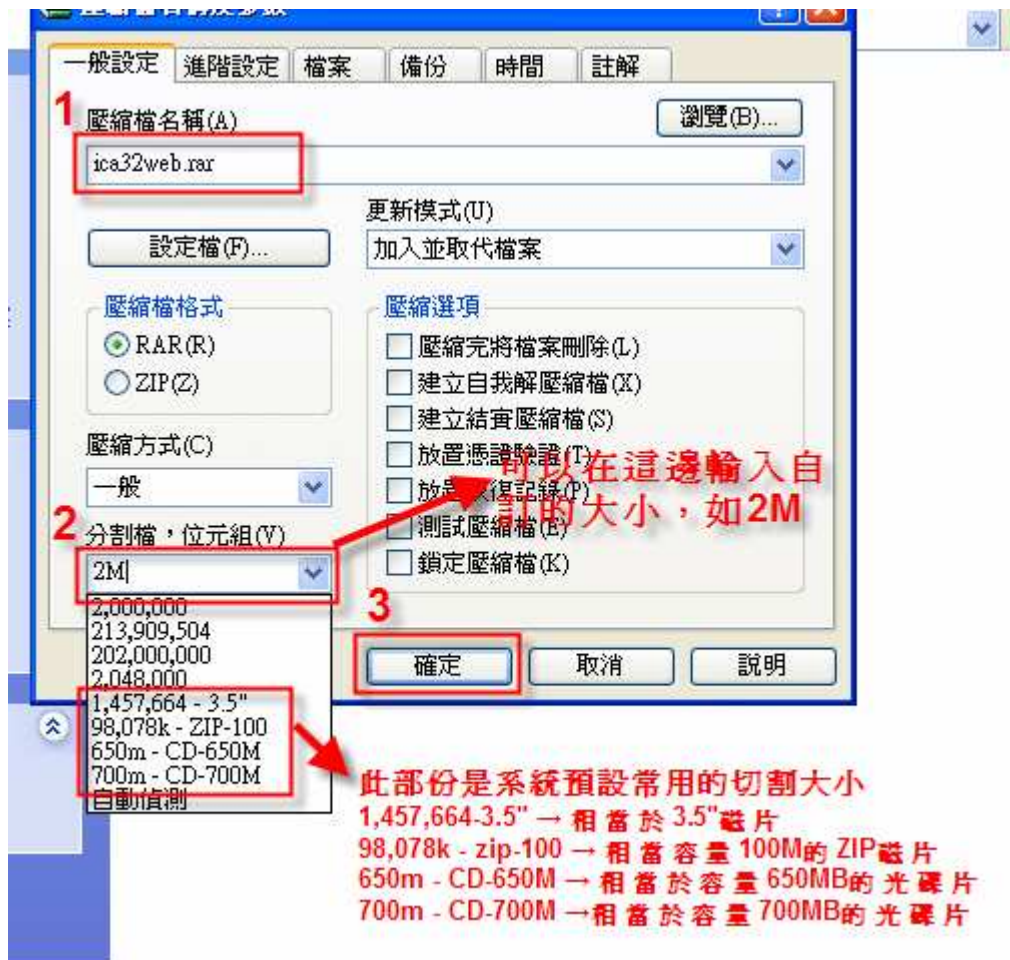 一般設定 進階設定 檔案 備份 時間 註解
1
壓縮檔名稱(A)
瀏覽(B)...
ica32web.rar
更新模式(U)
設定檔(F)...
加入並取代檔案
壓縮檔格式
RAR(R)
ZIP(Z)
壓縮選項
壓縮完將檔案刪除(L)
建立自我解壓縮檔(X)
建立結實壓縮檔(S)
放置憑證驗證(T)
(P)
測試壓縮檔(E)
鎖定壓縮檔(K)
壓縮方式(C)
一般
可以在這邊輸入自
訂的大小,如2M
2
分割檔,位元組(V)
2M
2,000,000
213,909,504
202,000,000
2,048,000
1,457,664 - 3.5"
98,078k - ZIP-100
650m - CD-650M
700m - CD-700M
自動偵測
3
確定 取消 說明
此部份是系統預設常用的切割大小
1,457,664-3.5" → 相當於 3.5"磁片
98,078k - zip-100 → 相當容量 100M的 ZIP磁片
650m - CD-650M → 相當於容量 650MB的 光碟片
700m - CD-700M →相當於容量 700MB的 光碟片